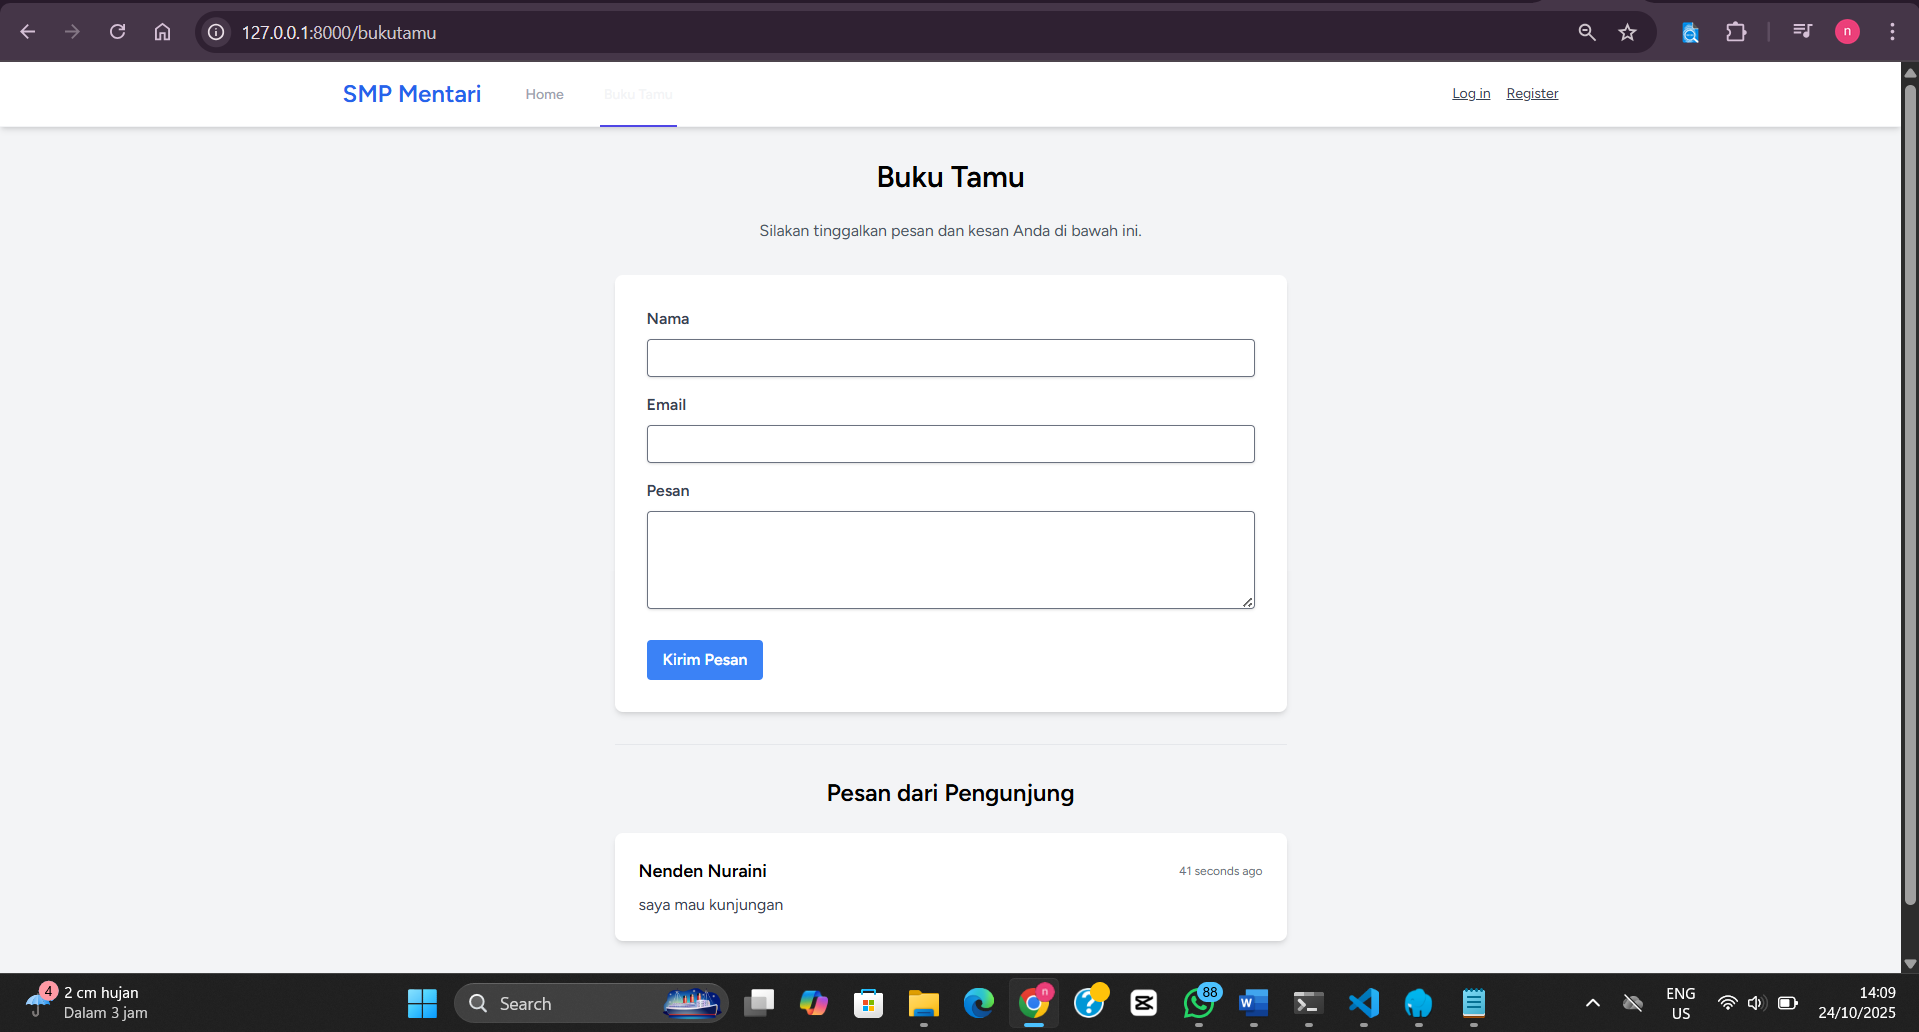 127.0.0.1:8000/bukutamu
n
SMP Mentari
Home
Buku Tamu
Log in
Register
Buku Tamu
Silakan tinggalkan pesan dan kesan Anda di bawah ini.
Nama
Email
Pesan
Kirim Pesan
Pesan dari Pengunjung
Nenden Nuraini
41 seconds ago
saya mau kunjungan
4
2 cm hujan
Dalam 3 jam
Search
n
88
ENG
US
14:09
24/10/2025